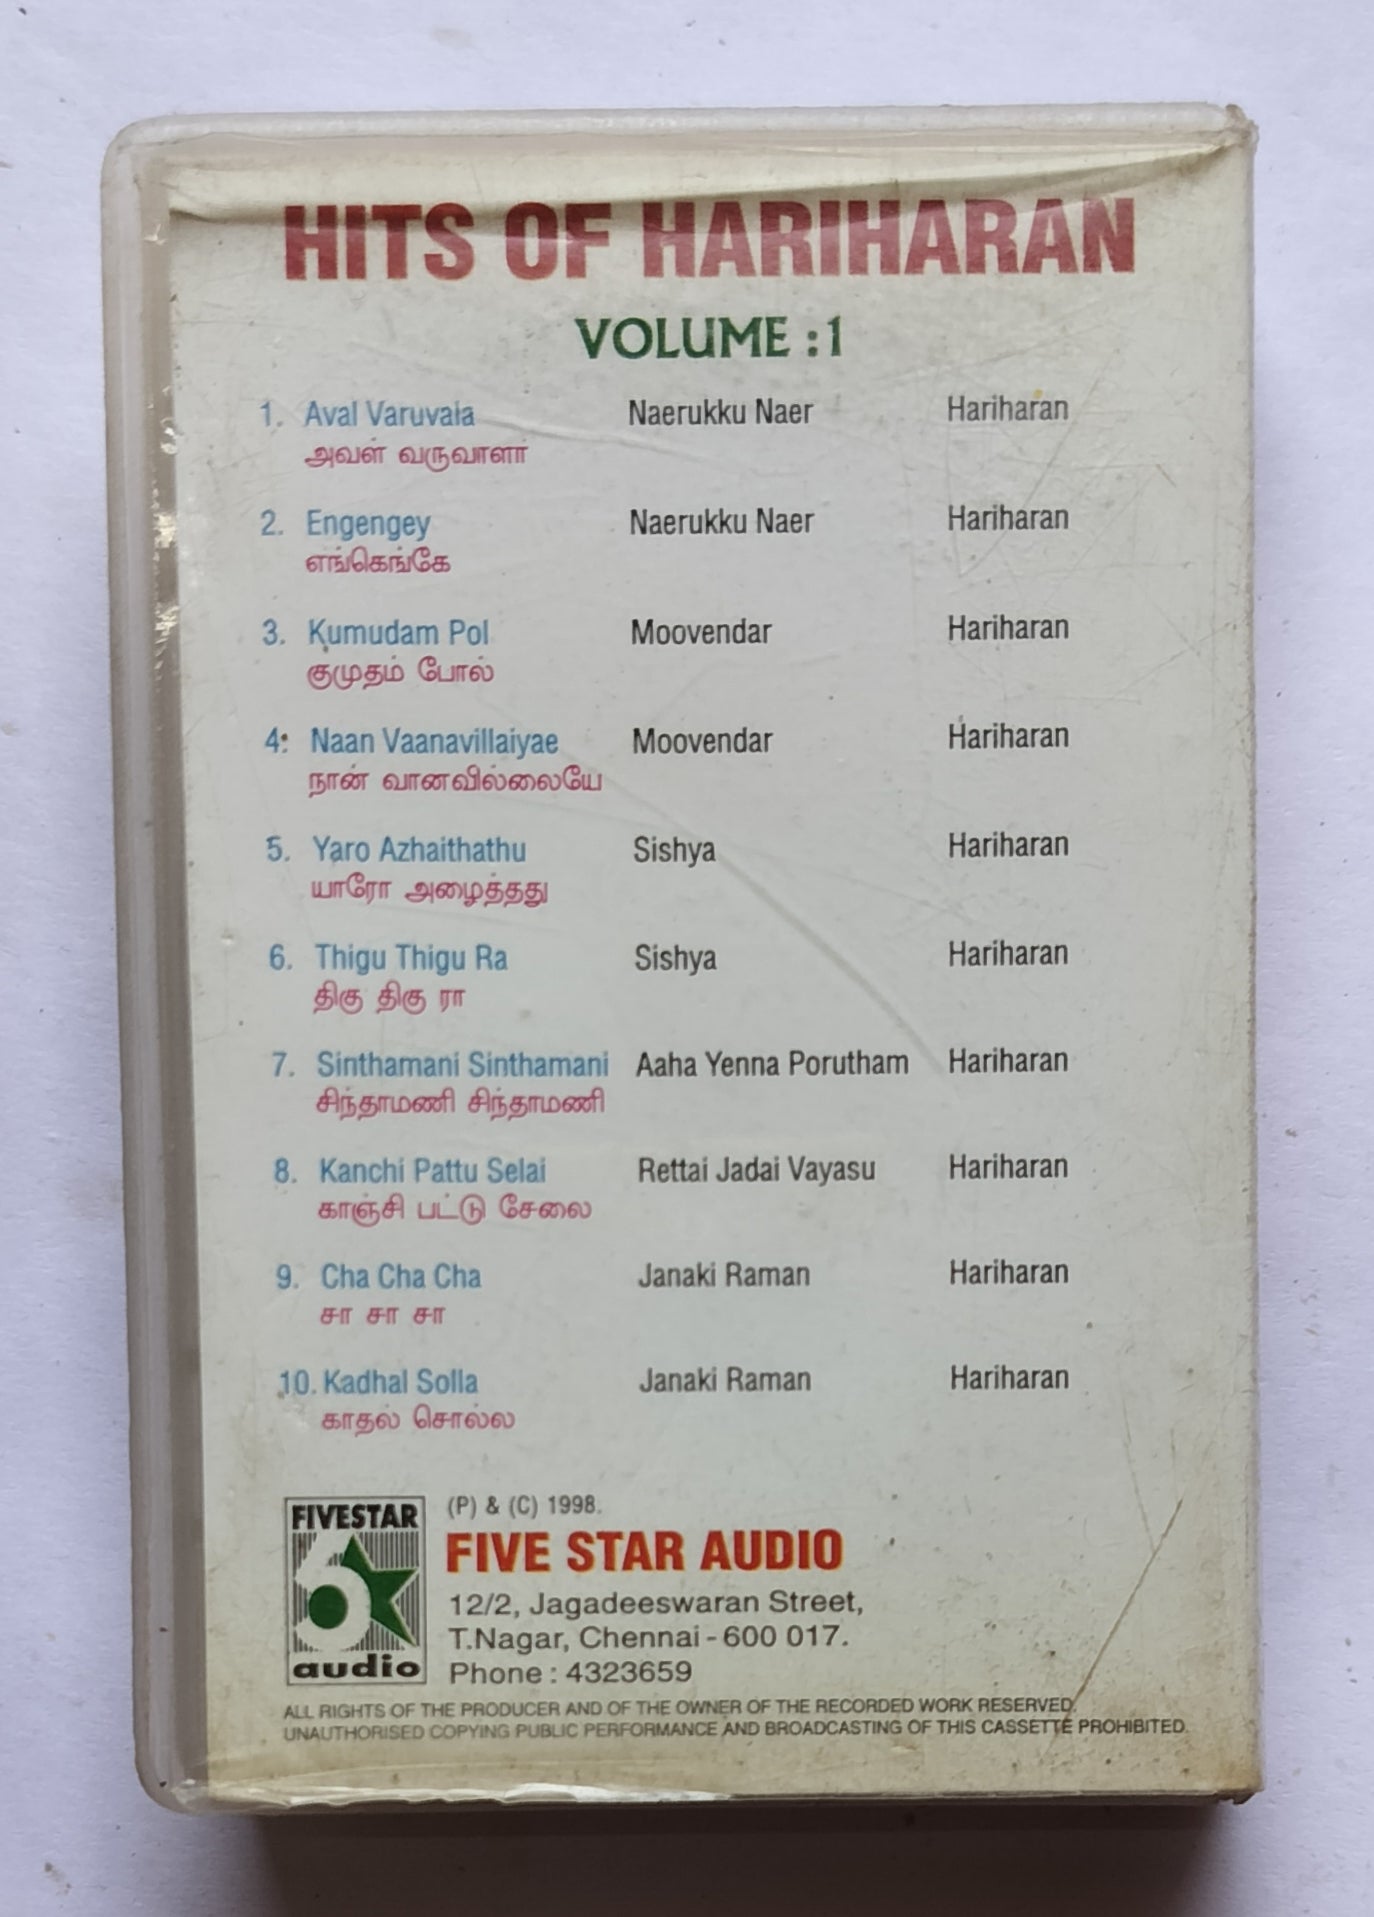 HITS OF HARIHARAN
VOLUME : 1
1. Aval Varuvala Naerukku Naer Hariharan
அவள் வருவாளா
2. Engengey Naerukku Naer Hariharan
எங்கெங்கே
3. Kumudam Pol Moovendar Hariharan
குமுதம் போல்
4. Naan Vaanavillaiyae Moovendar Hariharan
நான் வானவில்லையே
5. Yaro Azhaithathu Sishya Hariharan
யாரோ அழைத்தது
6. Thigu Thigu Ra Sishya Hariharan
திகு திகு ரா
7. Sinthamani Sinthamani Aaha Yenna Porutham Hariharan
சிந்தாமணி சிந்தாமணி
8. Kanchi Pattu Selai Rettai Jadai Vayasu Hariharan
காஞ்சி பட்டு சேலை
9. Cha Cha Cha Janaki Raman Hariharan
சா சா சா
10. Kadhal Solla Janaki Raman Hariharan
காதல் சொல்ல
FIVESTAR
audio
(P) & (C) 1998.
FIVE STAR AUDIO
12/2, Jagadeeswaran Street,
T.Nagar, Chennai - 600 017.
Phone : 4323659
ALL RIGHTS OF THE PRODUCER AND OF THE OWNER OF THE RECORDED WORK RESERVED.
UNAUTHORISED COPYING PUBLIC PERFORMANCE AND BROADCASTING OF THIS CASSETTE PROHIBITED.